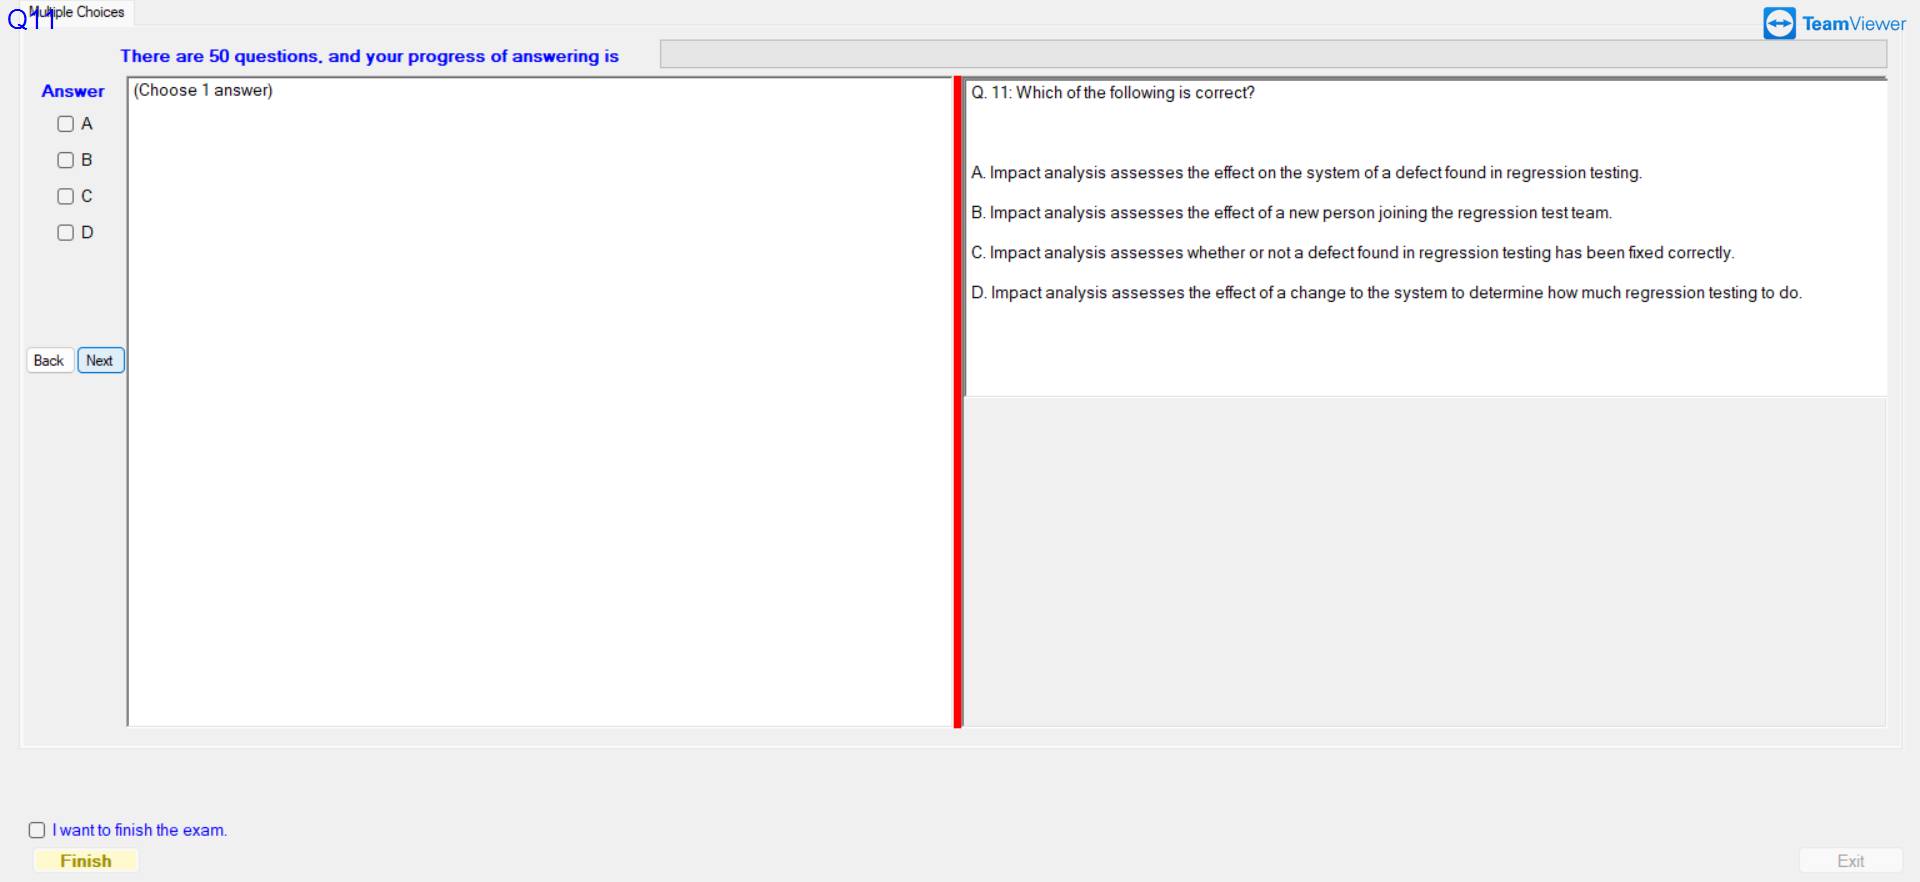 Multiple Choices
Q11
TeamViewer
There are 50 questions, and your progress of answering is
Answer
(Choose 1 answer)
A
B
C
D
Back
Next
Q. 11: Which of the following is correct?
A. Impact analysis assesses the effect on the system of a defect found in regression testing.
B. Impact analysis assesses the effect of a new person joining the regression test team.
C. Impact analysis assesses whether or not a defect found in regression testing has been fixed correctly.
D. Impact analysis assesses the effect of a change to the system to determine how much regression testing to do.
I want to finish the exam.
Finish
Exit